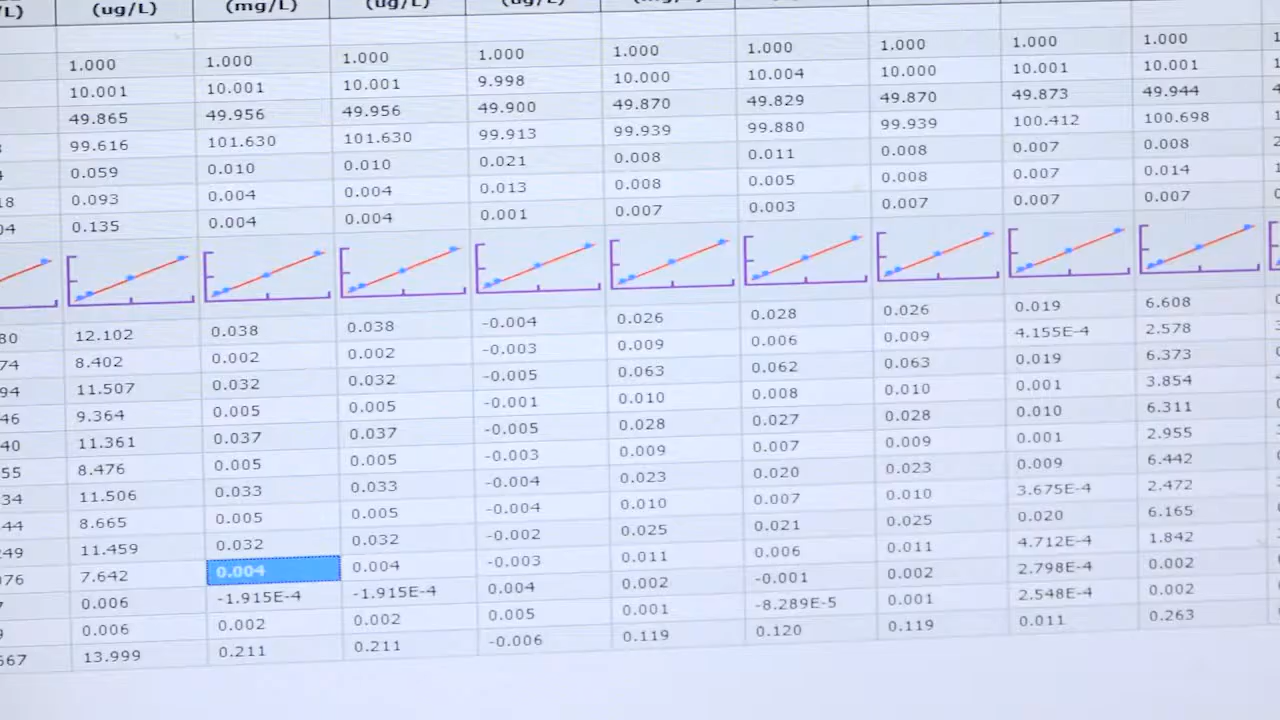 /L) (ug/L) (mg/L) (ug/L) (ug/L) (mg/L)
1.000 1.000 1.000 1.000 1.000 1.000 1.000 1.000 1.000
10.001 10.001 10.001 9.998 10.000 10.004 10.000 10.001 10.001
49.865 49.956 49.956 49.900 49.870 49.829 49.870 49.873 49.944
99.616 101.630 101.630 99.913 99.939 99.880 99.939 100.412 100.698
0.059 0.010 0.010 0.021 0.008 0.011 0.008 0.007 0.008
18 0.093 0.004 0.004 0.013 0.008 0.005 0.008 0.007 0.014
04 0.135 0.004 0.004 0.001 0.007 0.003 0.007 0.007 0.007
80 12.102 0.038 0.038 -0.004 0.026 0.028 0.026 0.019 6.608
74 8.402 0.002 0.002 -0.003 0.009 0.006 0.009 4.155E-4 2.578
94 11.507 0.032 0.032 -0.005 0.063 0.062 0.063 0.019 6.373
46 9.364 0.005 0.005 -0.001 0.010 0.008 0.010 0.001 3.854
40 11.361 0.037 0.037 -0.005 0.028 0.027 0.028 0.010 6.311
55 8.476 0.005 0.005 -0.003 0.009 0.007 0.009 0.001 2.955
34 11.506 0.033 0.033 -0.004 0.023 0.020 0.023 0.009 6.442
44 8.665 0.005 0.005 -0.004 0.010 0.007 0.010 3.675E-4 2.472
249 11.459 0.032 0.032 -0.002 0.025 0.021 0.025 0.020 6.165
076 7.642 0.004 0.004 -0.003 0.011 0.006 0.011 4.712E-4 1.842
0.006 -1.915E-4 -1.915E-4 0.004 0.002 -0.001 0.002 2.798E-4 0.002
0.006 0.002 0.002 0.005 0.001 -8.289E-5 0.001 2.548E-4 0.002
667 13.999 0.211 0.211 -0.006 0.119 0.120 0.119 0.011 0.263